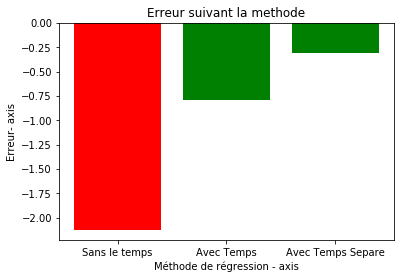 Erreur suivant la methode
0.00
−0.25
−0.50
−0.75
−1.00
−1.25
−1.50
−1.75
−2.00
Erreur- axis
Sans le temps Avec Temps Avec Temps Separe
Méthode de régression - axis